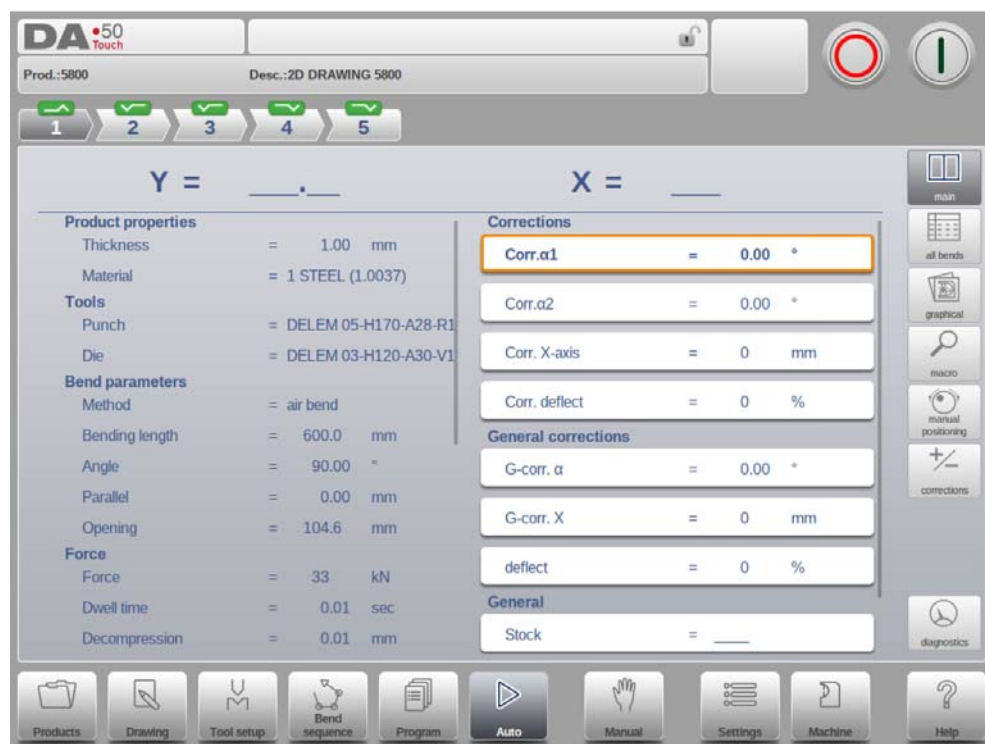 DA •50
Touch
Prod.:5800 Desc.:2D DRAWING 5800
1 2 3 4 5
Y = ___.__ X = ___
Product properties
Thickness = 1.00 mm
Material = 1 STEEL (1.0037)
Tools
Punch = DELEM 05-H170-A28-R1
Die = DELEM 03-H120-A30-V1
Bend parameters
Method = air bend
Bending length = 600.0 mm
Angle = 90.00 °
Parallel = 0.00 mm
Opening = 104.6 mm
Force
Force = 33 kN
Dwell time = 0.01 sec
Decompression = 0.01 mm
Corrections
Corr.α1 = 0.00 °
Corr.α2 = 0.00 °
Corr. X-axis = 0 mm
Corr. deflect = 0 %
General corrections
G-corr. α = 0.00 °
G-corr. X = 0 mm
deflect = 0 %
General
Stock = ___
main
all bends
graphical
macro
manual
positioning
+/−
corrections
diagnostics
Products
Drawing
Tool setup
Bend
sequence
Program
Auto
Manual
Settings
Machine
?
Help